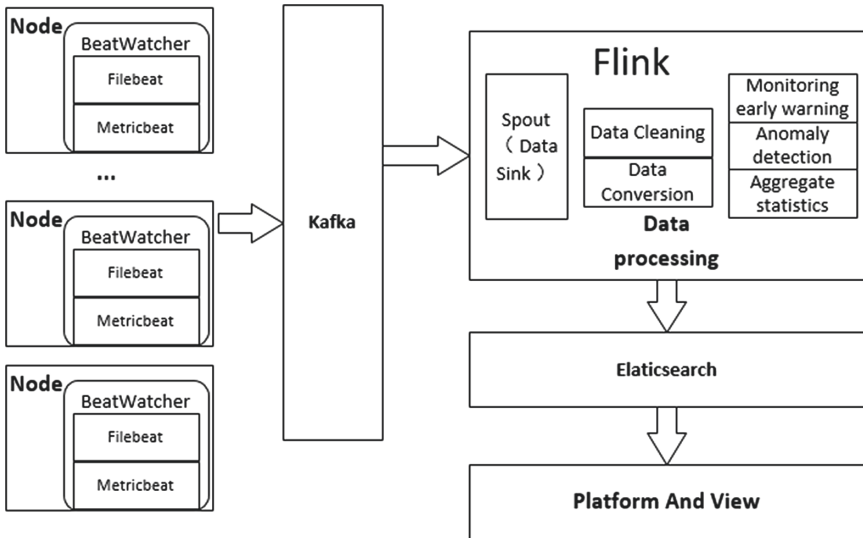 Node
BeatWatcher
Filebeat
Metricbeat
...
Node
BeatWatcher
Filebeat
Metricbeat
Node
BeatWatcher
Filebeat
Metricbeat
Kafka
Flink
Spout
（ Data
Sink ）
Data Cleaning
Data
Conversion
Monitoring
early warning
Anomaly
detection
Aggregate
statistics
Data
processing
Elaticsearch
Platform And View